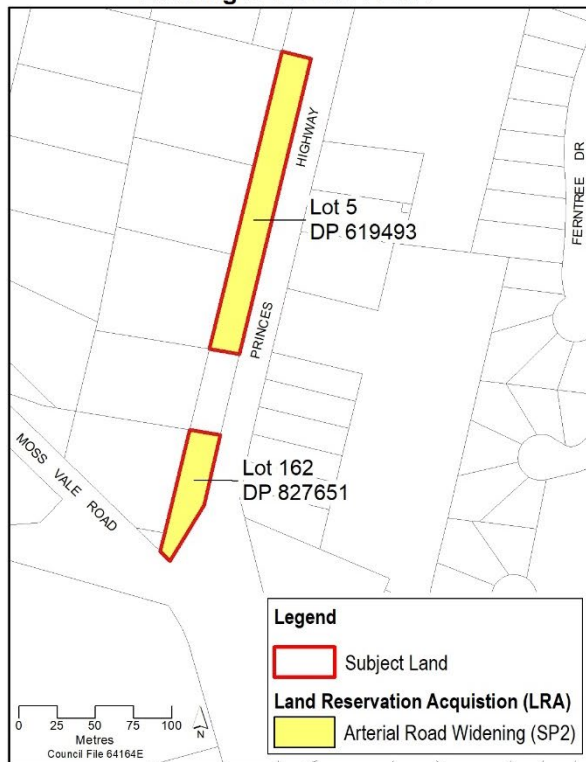 HIGHWAY
Lot 5
DP 619493
FERNTREE DR
PRINCES
MOSS VALE ROAD
Lot 162
DP 827651
Legend
Subject Land
Land Reservation Acquistion (LRA)
Arterial Road Widening (SP2)
0 25 50 75 100
Metres
N
Council File 64164E